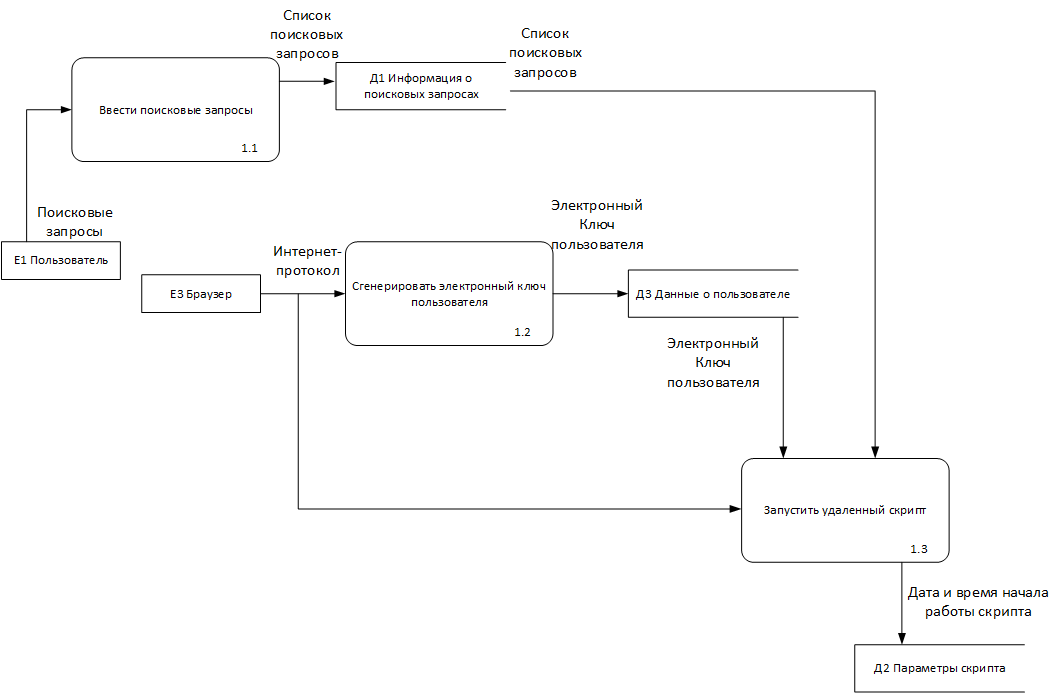 Список
поисковых
запросов
Список
поисковых
запросов
Д1 Информация о
поисковых запросах
Ввести поисковые запросы
1.1
Поисковые
запросы
Е1 Пользователь
Электронный
Ключ
пользователя
Интернет-
протокол
Е3 Браузер
Сгенерировать электронный ключ
пользователя
1.2
Д3 Данные о пользователе
Электронный
Ключ
пользователя
Запустить удаленный скрипт
1.3
Дата и время начала
работы скрипта
Д2 Параметры скрипта